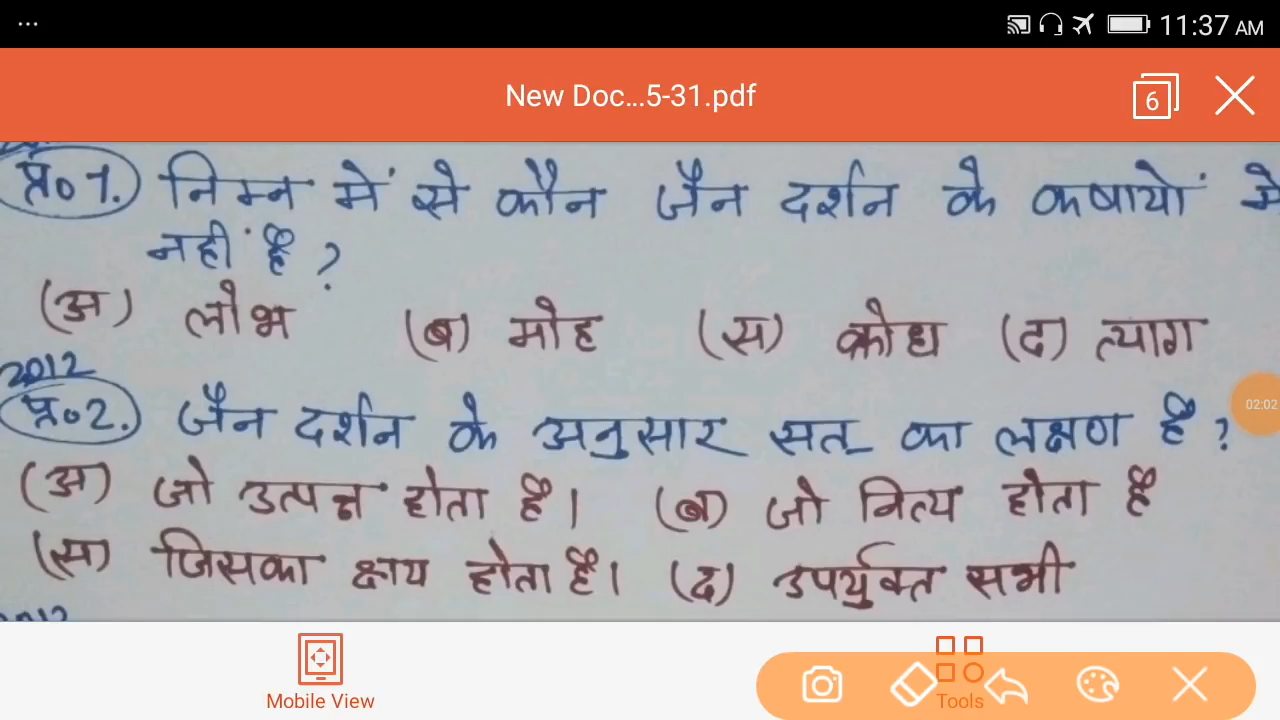 ...
11:37 AM
New Doc...5-31.pdf
6
प्र०1. निम्न में से कौन जैन दर्शन के कषायों में
नहीं है ?
(अ) लोभ (ब) मोह (स) क्रोध (द) त्याग
2012
प्र०2. जैन दर्शन के अनुसार सत् का लक्षण है ?
(अ) जो उत्पन्न होता है। (ब) जो नित्य होता है
(स) जिसका क्षय होता है। (द) उपर्युक्त सभी
02:02
Mobile View
Tools